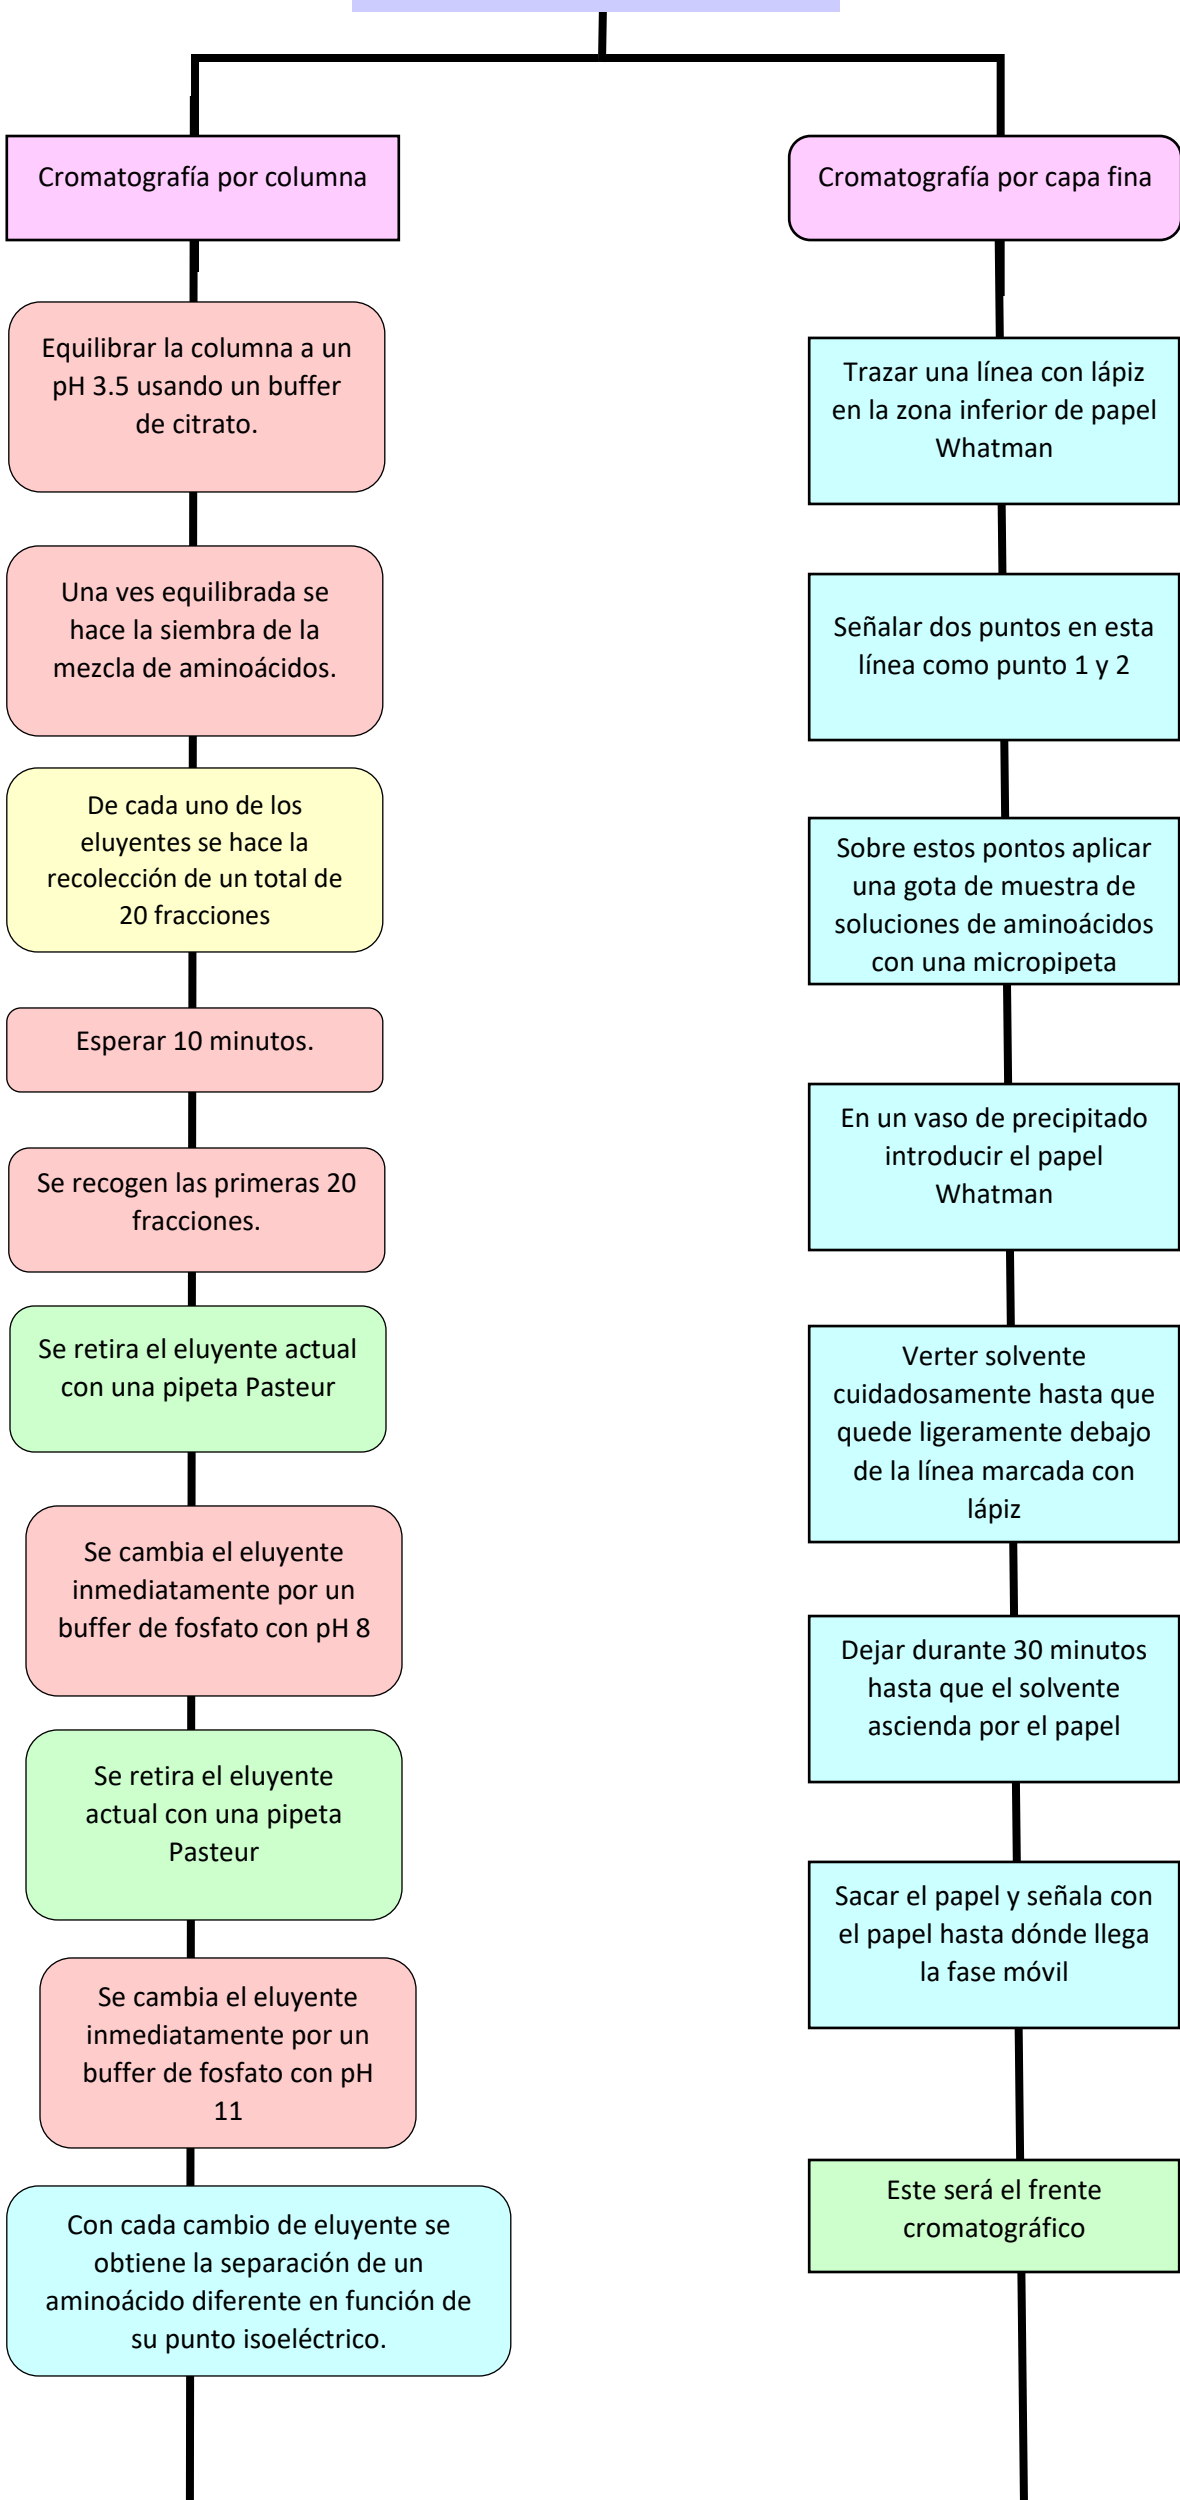 Cromatografía por columna
Equilibrar la columna a un
pH 3.5 usando un buffer
de citrato.
Una ves equilibrada se
hace la siembra de la
mezcla de aminoácidos.
De cada uno de los
eluyentes se hace la
recolección de un total de
20 fracciones
Esperar 10 minutos.
Se recogen las primeras 20
fracciones.
Se retira el eluyente actual
con una pipeta Pasteur
Se cambia el eluyente
inmediatamente por un
buffer de fosfato con pH 8
Se retira el eluyente
actual con una pipeta
Pasteur
Se cambia el eluyente
inmediatamente por un
buffer de fosfato con pH
11
Con cada cambio de eluyente se
obtiene la separación de un
aminoácido diferente en función de
su punto isoeléctrico.
Cromatografía por capa fina
Trazar una línea con lápiz
en la zona inferior de papel
Whatman
Señalar dos puntos en esta
línea como punto 1 y 2
Sobre estos pontos aplicar
una gota de muestra de
soluciones de aminoácidos
con una micropipeta
En un vaso de precipitado
introducir el papel
Whatman
Verter solvente
cuidadosamente hasta que
quede ligeramente debajo
de la línea marcada con
lápiz
Dejar durante 30 minutos
hasta que el solvente
ascienda por el papel
Sacar el papel y señala con
el papel hasta dónde llega
la fase móvil
Este será el frente
cromatográfico